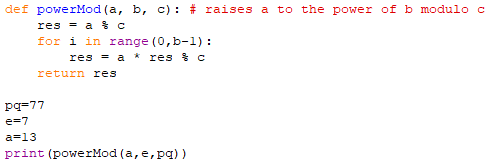 def powerMod(a, b, c): # raises a to the power of b modulo c
    res = a % c
    for i in range(0,b-1):
        res = a * res % c
    return res

pq=77
e=7
a=13
print(powerMod(a,e,pq))